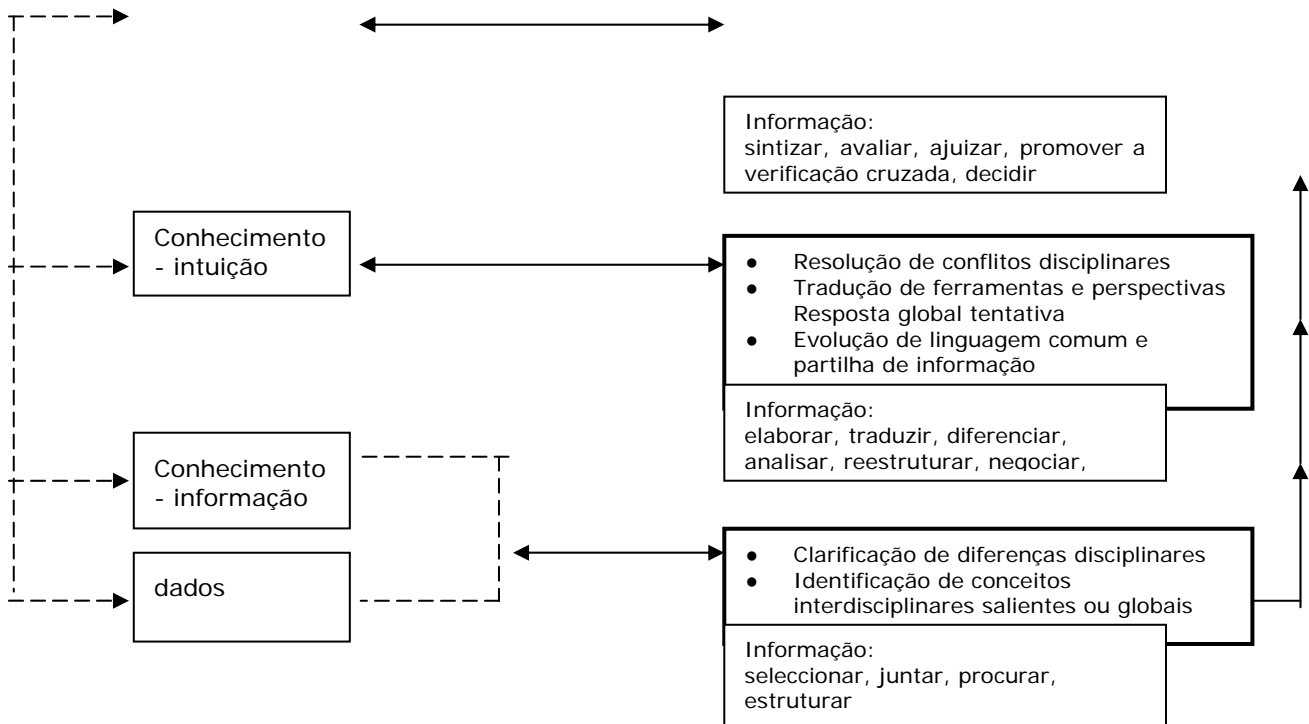 Informação:
sintizar, avaliar, ajuizar, promover a
verificação cruzada, decidir
Conhecimento
- intuição
● Resolução de conflitos disciplinares
● Tradução de ferramentas e perspectivas
Resposta global tentativa
● Evolução de linguagem comum e
partilha de informação
Informação:
elaborar, traduzir, diferenciar,
analisar, reestruturar, negociar,
Conhecimento
- informação
dados
● Clarificação de diferenças disciplinares
● Identificação de conceitos
interdisciplinares salientes ou globais
Informação:
seleccionar, juntar, procurar,
estruturar